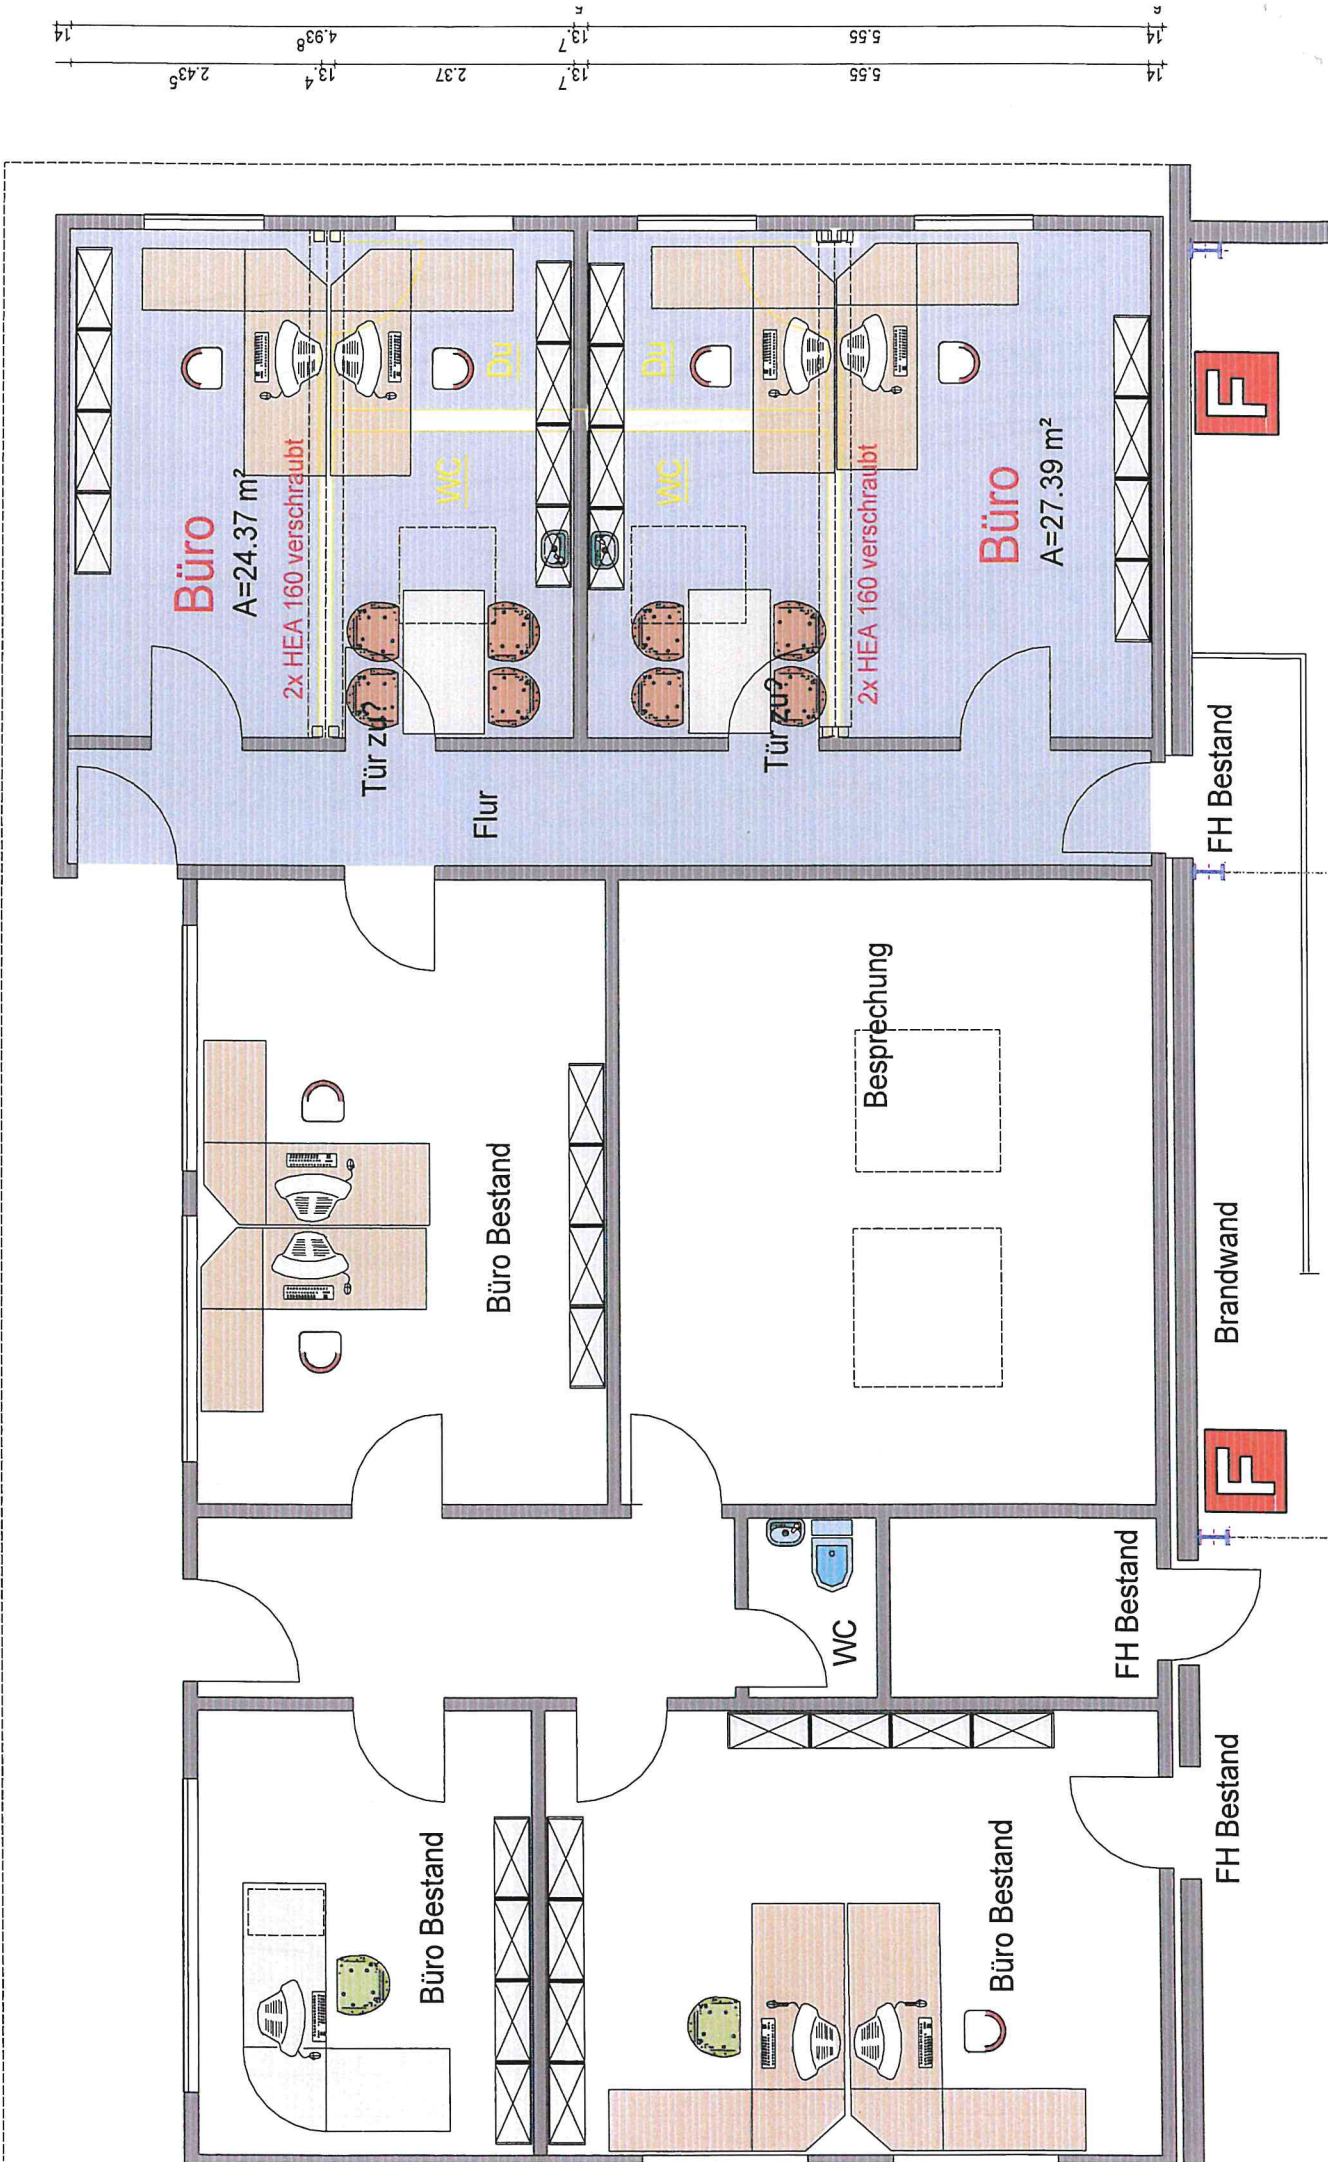 14
4.93⁸
13.7
5.55
14
2.43⁵
13.4
2.37
13.7
5.55
14
Büro
A=24.37 m²
2x HEA 160 verschraubt
WC
Du
WC
Du
2x HEA 160 verschraubt
Büro
A=27.39 m²
F
Tür zu?
Tür zu?
Flur
FH Bestand
Büro Bestand
Besprechung
Brandwand
F
WC
FH Bestand
Büro Bestand
Büro Bestand
FH Bestand